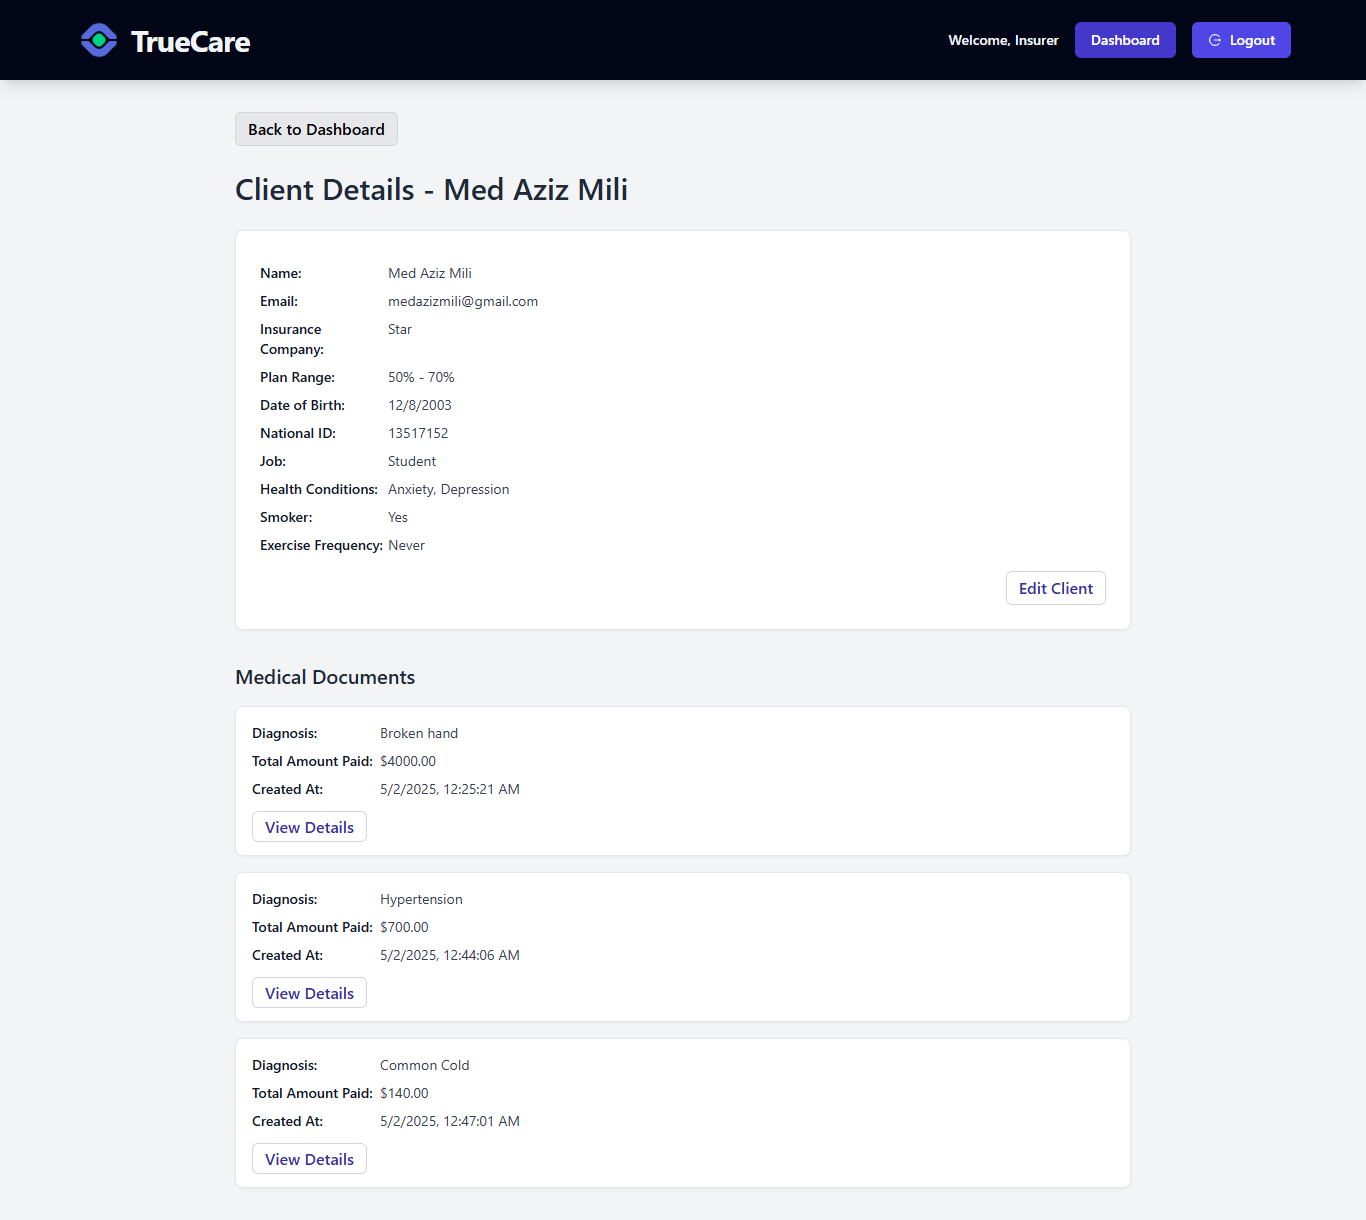 TrueCare
Welcome, Insurer
Dashboard
Logout
Back to Dashboard
Client Details - Med Aziz Mili
Name: Med Aziz Mili
Email: medazizmili@gmail.com
Insurance Company: Star
Plan Range: 50% - 70%
Date of Birth: 12/8/2003
National ID: 13517152
Job: Student
Health Conditions: Anxiety, Depression
Smoker: Yes
Exercise Frequency: Never
Edit Client
Medical Documents
Diagnosis: Broken hand
Total Amount Paid: $4000.00
Created At: 5/2/2025, 12:25:21 AM
View Details
Diagnosis: Hypertension
Total Amount Paid: $700.00
Created At: 5/2/2025, 12:44:06 AM
View Details
Diagnosis: Common Cold
Total Amount Paid: $140.00
Created At: 5/2/2025, 12:47:01 AM
View Details